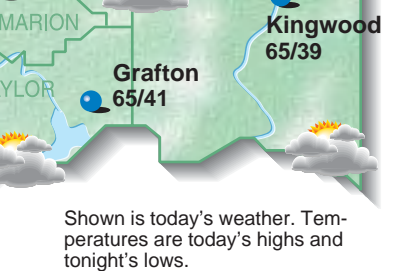 MARION
Kingwood
65/39
Grafton
65/41
Shown is today's weather. Tem-
peratures are today's highs and
tonight's lows.